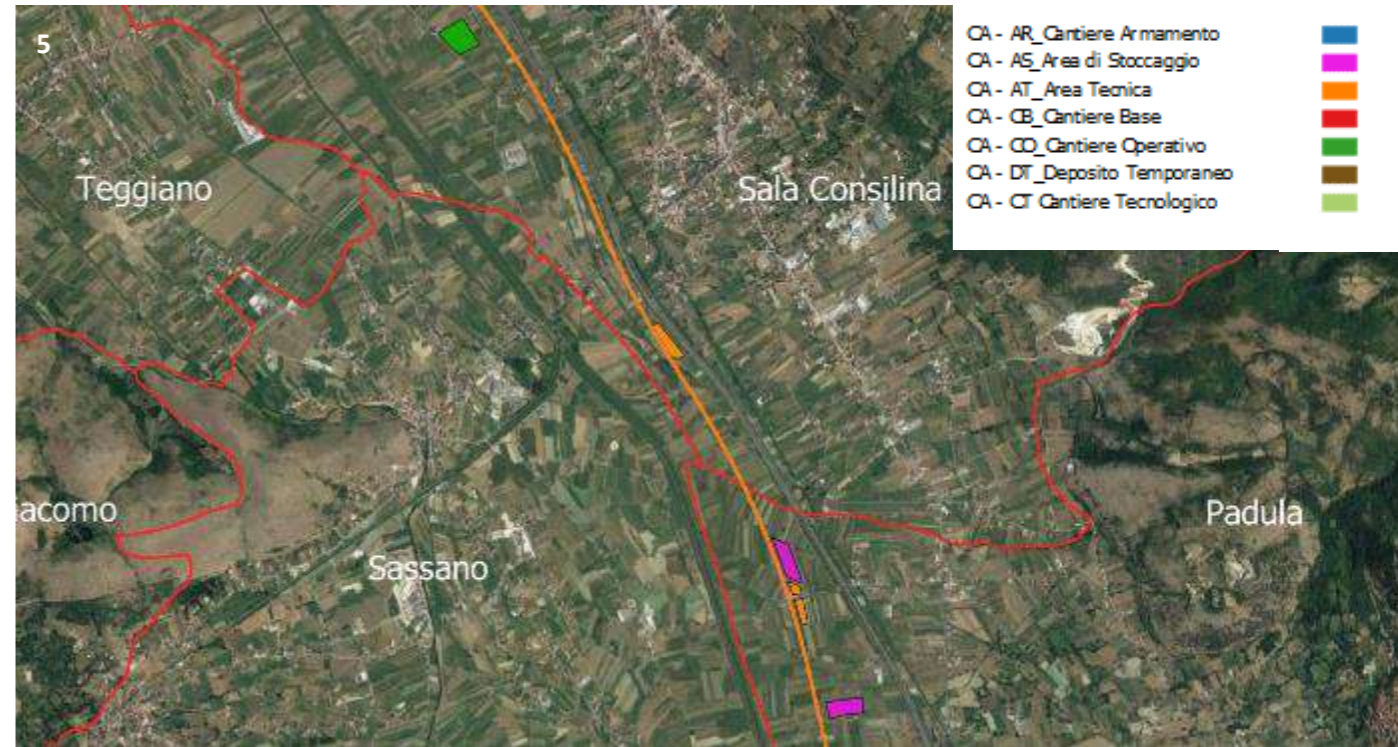 5
CA - AR_Cantiere Armamento
CA - AS_Area di Stoccaggio
CA - AT_Area Tecnica
CA - CB_Cantiere Base
CA - CO_Cantiere Operativo
CA - DT_Deposito Temporaneo
CA - CT Cantiere Tecnologico
Teggiano
Sala Consilina
iacomo
Padula
Sassano